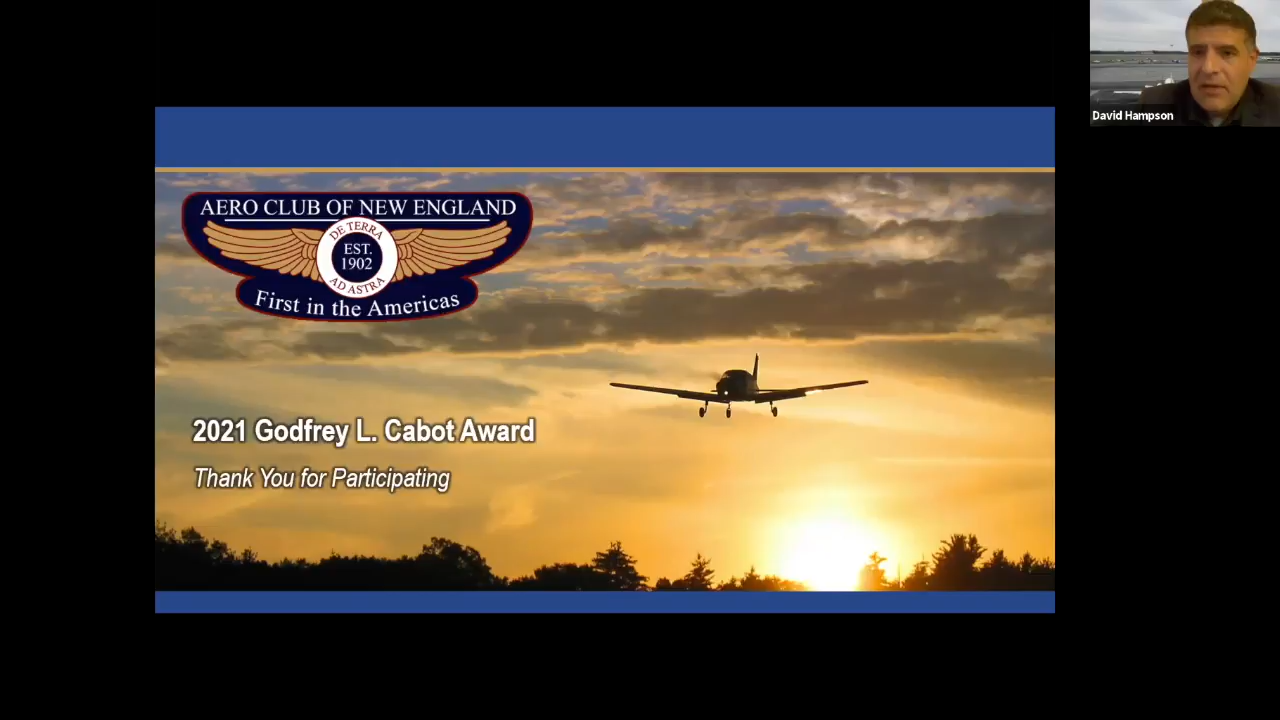 David Hampson
AERO CLUB OF NEW ENGLAND
DE TERRA
EST.
1902
AD ASTRA
First in the Americas
2021 Godfrey L. Cabot Award
Thank You for Participating